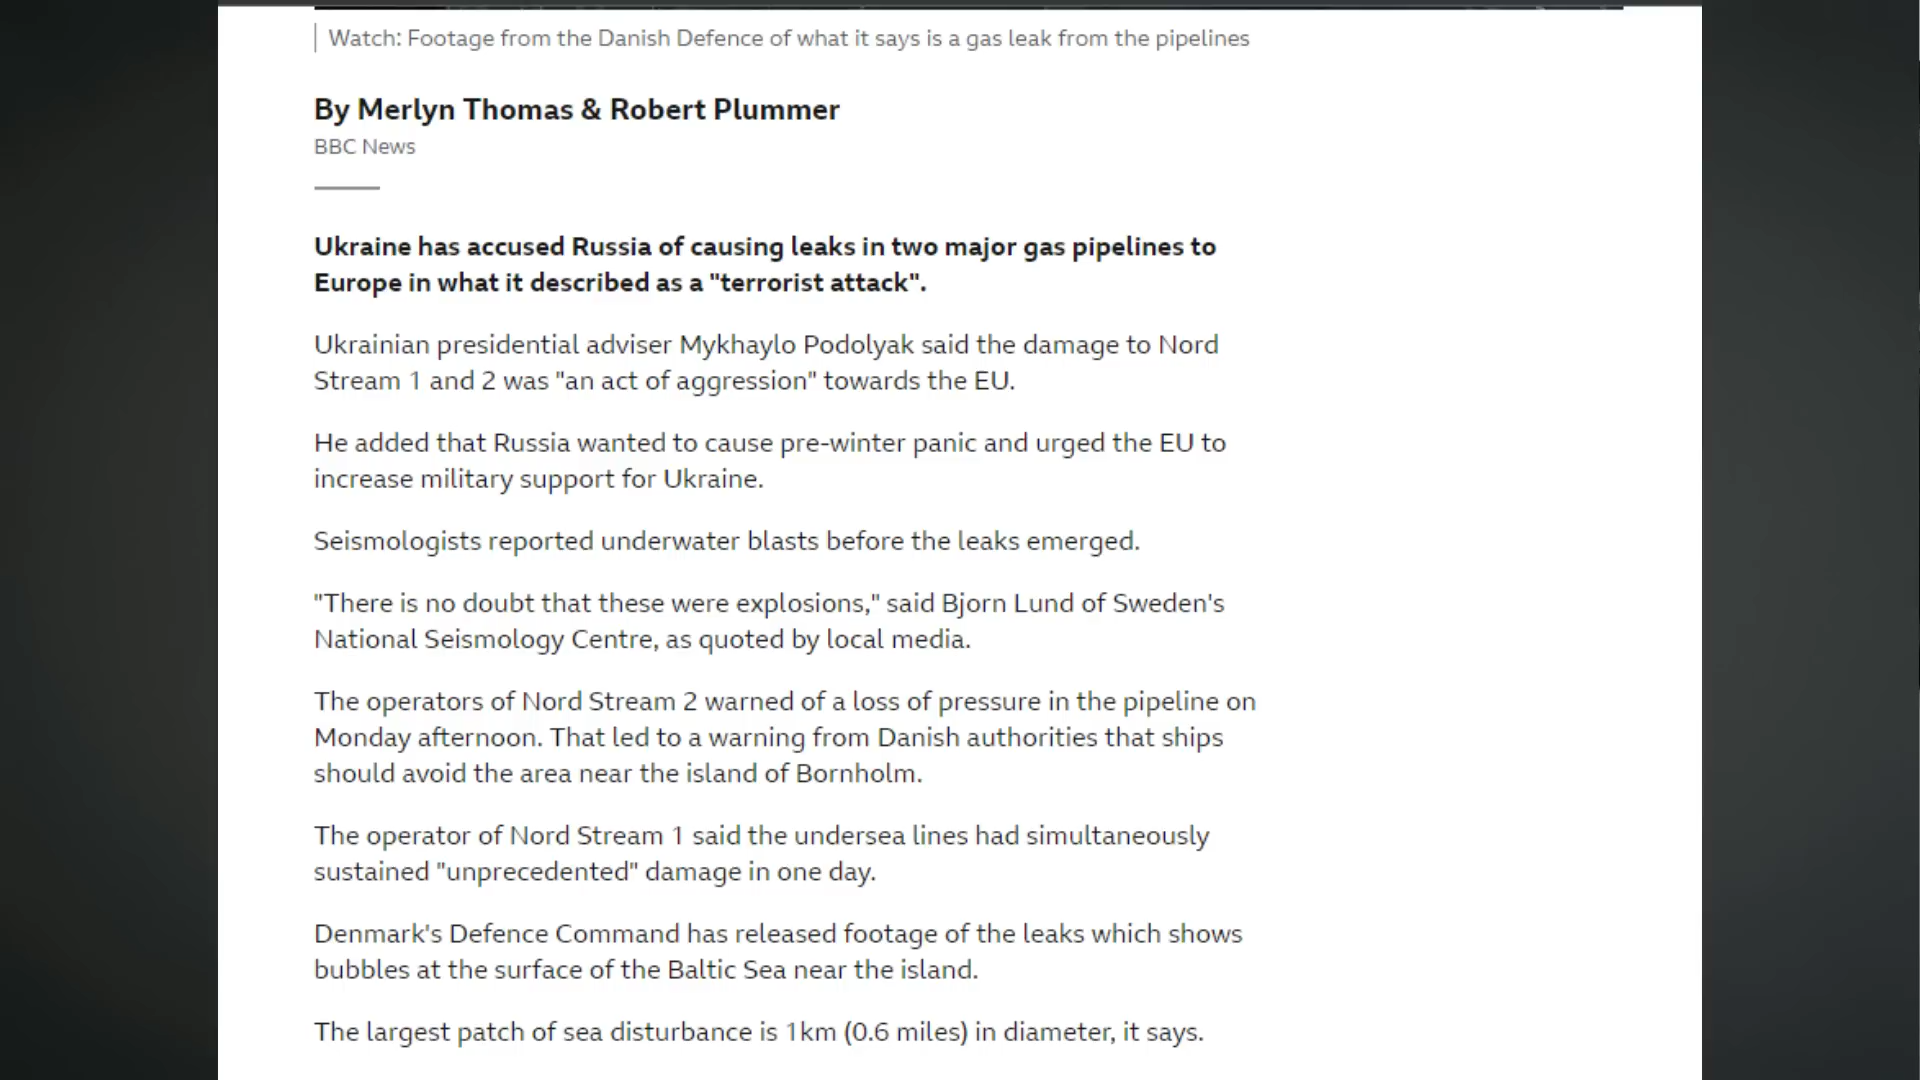 Watch: Footage from the Danish Defence of what it says is a gas leak from the pipelines
By Merlyn Thomas & Robert Plummer
BBC News
Ukraine has accused Russia of causing leaks in two major gas pipelines to
Europe in what it described as a "terrorist attack".
Ukrainian presidential adviser Mykhaylo Podolyak said the damage to Nord
Stream 1 and 2 was "an act of aggression" towards the EU.
He added that Russia wanted to cause pre-winter panic and urged the EU to
increase military support for Ukraine.
Seismologists reported underwater blasts before the leaks emerged.
"There is no doubt that these were explosions," said Bjorn Lund of Sweden's
National Seismology Centre, as quoted by local media.
The operators of Nord Stream 2 warned of a loss of pressure in the pipeline on
Monday afternoon. That led to a warning from Danish authorities that ships
should avoid the area near the island of Bornholm.
The operator of Nord Stream 1 said the undersea lines had simultaneously
sustained "unprecedented" damage in one day.
Denmark's Defence Command has released footage of the leaks which shows
bubbles at the surface of the Baltic Sea near the island.
The largest patch of sea disturbance is 1km (0.6 miles) in diameter, it says.